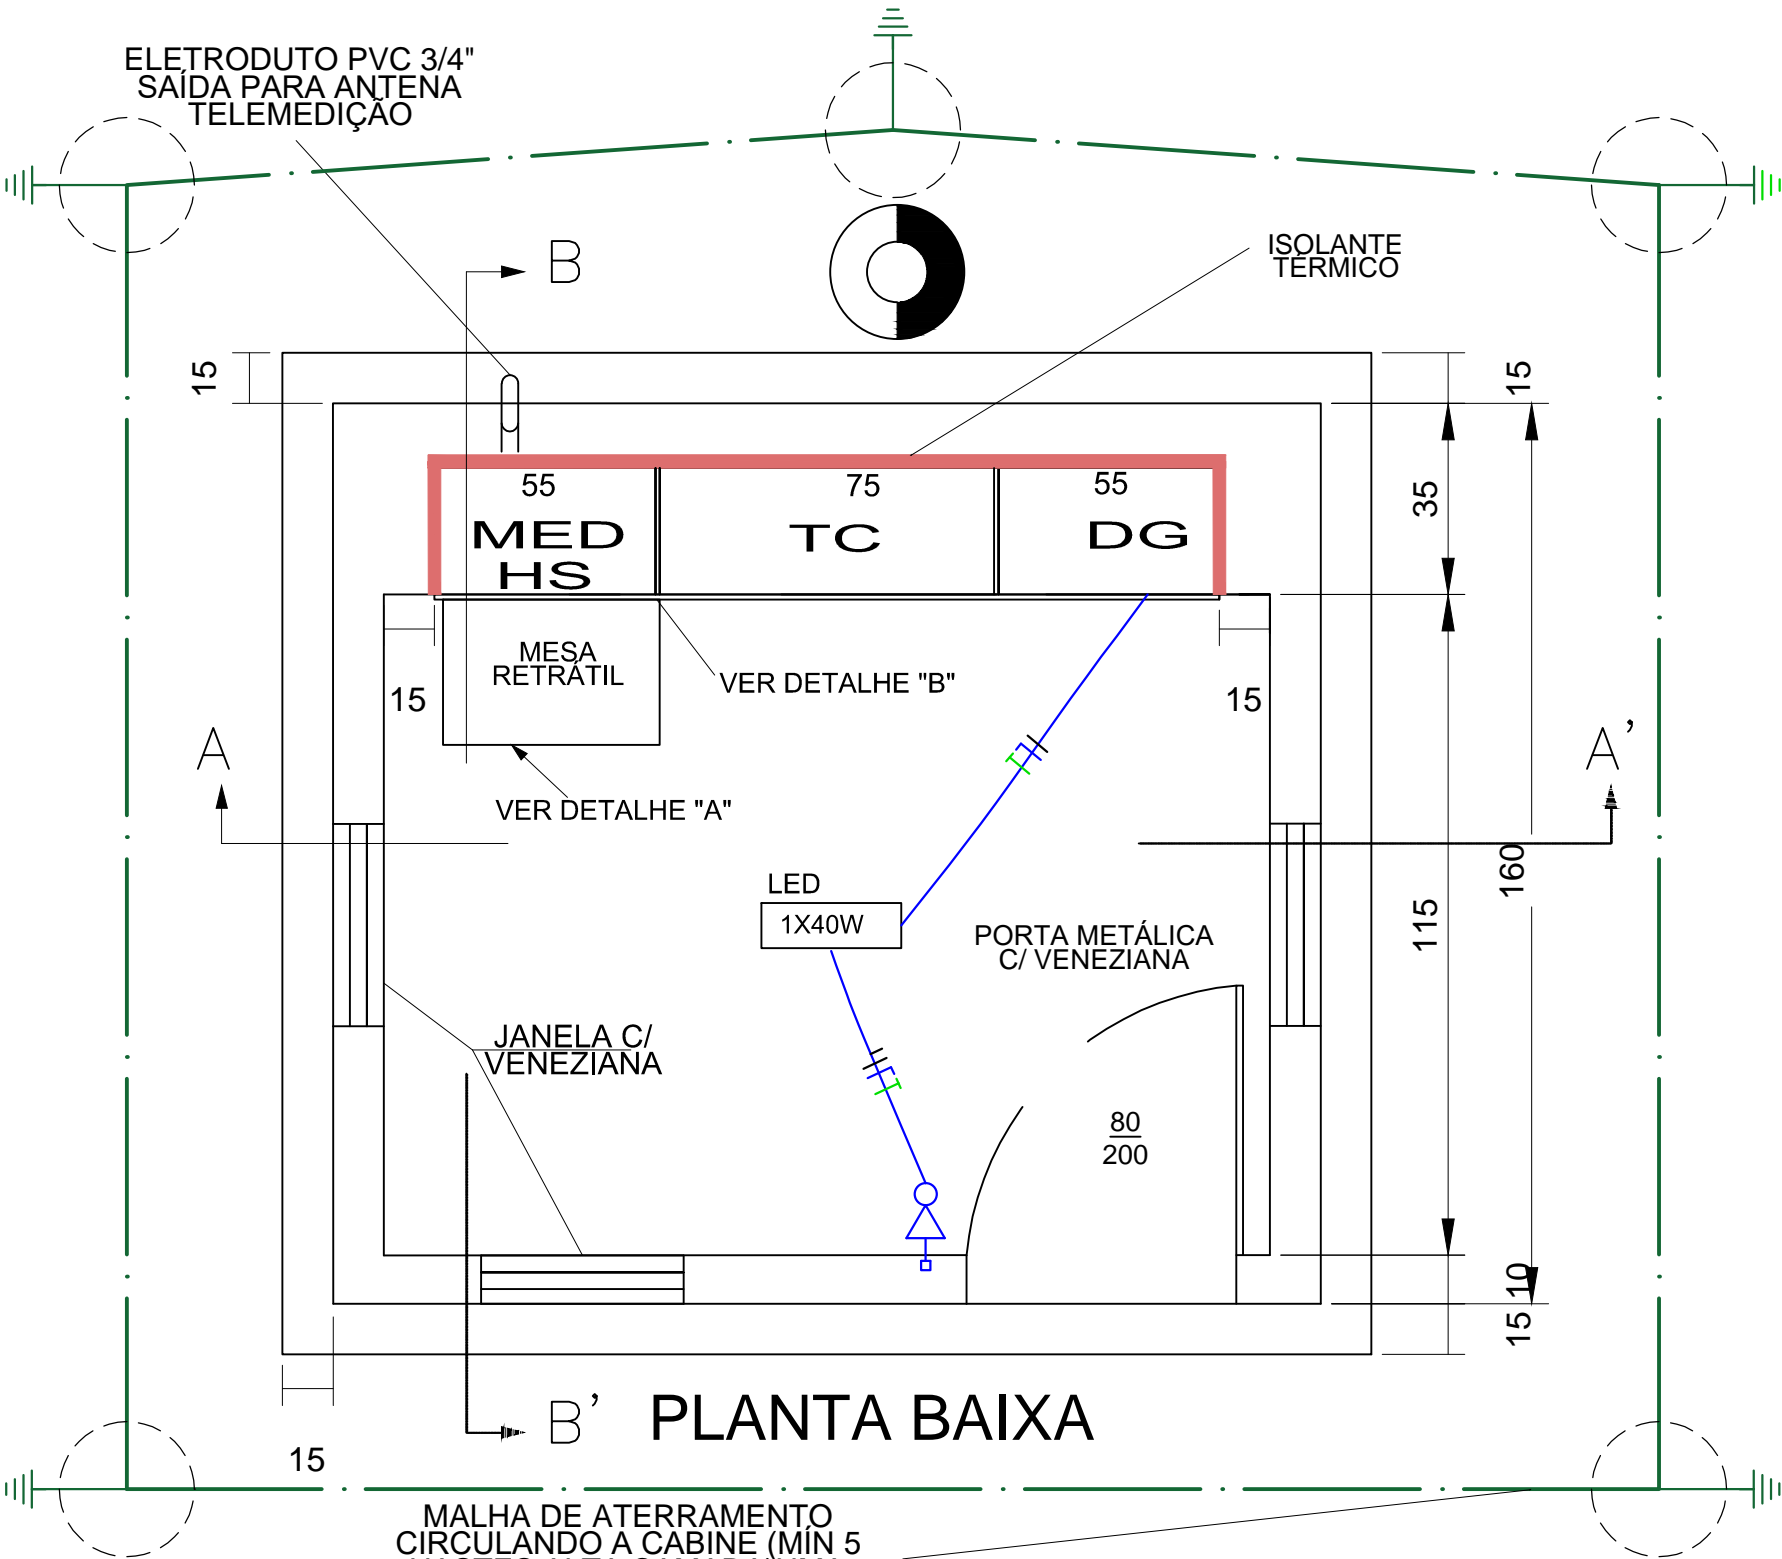 ELETRODUTO PVC 3/4"
SAÍDA PARA ANTENA
TELEMEDIÇÃO
B
ISOLANTE
TÉRMICO
15
15
55
75
55
35
MED
HS
TC
DG
MESA
RETRÁTIL
VER DETALHE "B"
15
15
A
A'
VER DETALHE "A"
160
LED
1X40W
115
PORTA METÁLICA
C/ VENEZIANA
JANELA C/
VENEZIANA
80
200
10
15
B'
PLANTA BAIXA
15
MALHA DE ATERRAMENTO
CIRCULANDO A CABINE (MÍN 5